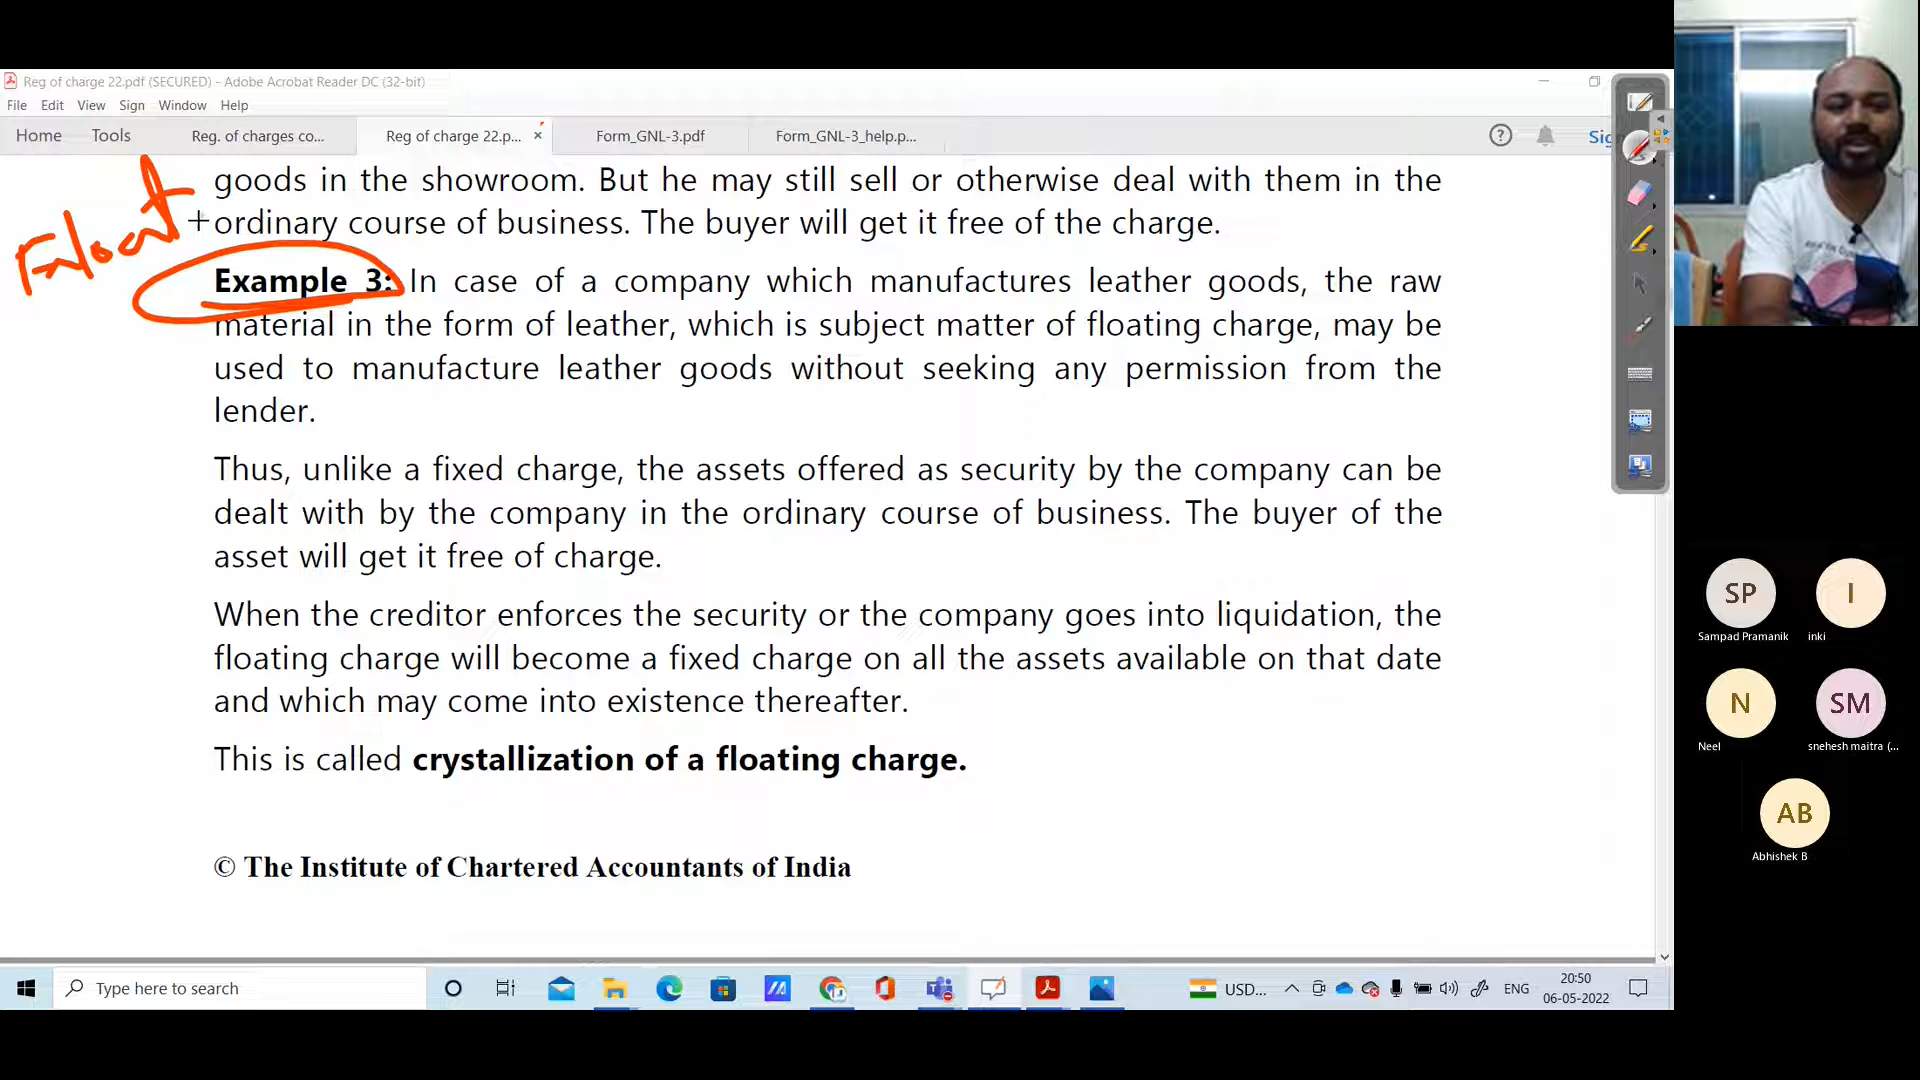 Reg of charge 22.pdf (SECURED) - Adobe Acrobat Reader DC (32-bit)
File Edit View Sign Window Help
Home Tools Reg. of charges co... Reg of charge 22.p... × Form_GNL-3.pdf Form_GNL-3_help.p...
goods in the showroom. But he may still sell or otherwise deal with them in the
ordinary course of business. The buyer will get it free of the charge.
Float
Example 3: In case of a company which manufactures leather goods, the raw
material in the form of leather, which is subject matter of floating charge, may be
used to manufacture leather goods without seeking any permission from the
lender.
Thus, unlike a fixed charge, the assets offered as security by the company can be
dealt with by the company in the ordinary course of business. The buyer of the
asset will get it free of charge.
When the creditor enforces the security or the company goes into liquidation, the
floating charge will become a fixed charge on all the assets available on that date
and which may come into existence thereafter.
This is called crystallization of a floating charge.
© The Institute of Chartered Accountants of India
SP
Sampad Pramanik
I
inki
N
Neel
SM
snehesh maitra (...
AB
Abhishek B
Type here to search
USD...
ENG
20:50
06-05-2022